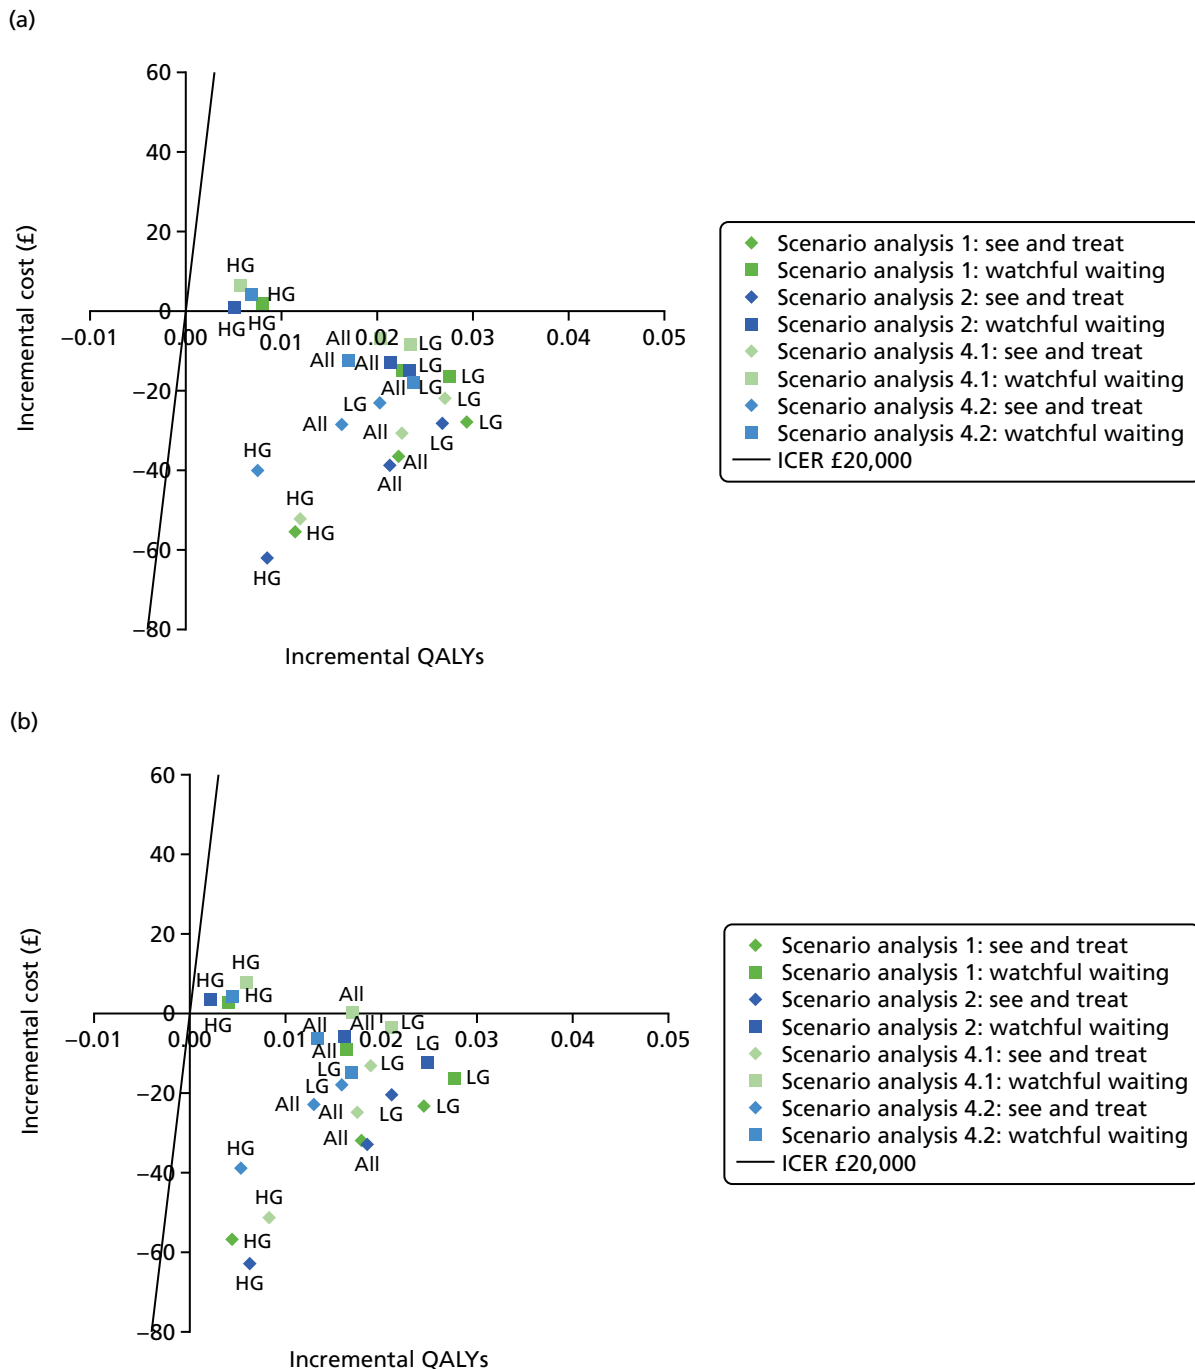 (a)
60
40
20
0
−20
−40
−60
−80
−0.01
0.00
0.01
0.02
0.03
0.04
0.05
Incremental cost (£)
Incremental QALYs
HG
HG
HG
HG
All
LG
All
All
LG
LG
All
LG
LG
LG
All
All
LG
LG
All
All
HG
HG
HG
HG
Scenario analysis 1: see and treat
Scenario analysis 1: watchful waiting
Scenario analysis 2: see and treat
Scenario analysis 2: watchful waiting
Scenario analysis 4.1: see and treat
Scenario analysis 4.1: watchful waiting
Scenario analysis 4.2: see and treat
Scenario analysis 4.2: watchful waiting
ICER £20,000
(b)
60
40
20
0
−20
−40
−60
−80
−0.01
0.00
0.01
0.02
0.03
0.04
0.05
Incremental cost (£)
Incremental QALYs
HG
HG
HG
HG
All
All
All
LG
All
LG
LG
LG
LG
LG
All
All
LG
LG
All
All
HG
HG
HG
HG
Scenario analysis 1: see and treat
Scenario analysis 1: watchful waiting
Scenario analysis 2: see and treat
Scenario analysis 2: watchful waiting
Scenario analysis 4.1: see and treat
Scenario analysis 4.1: watchful waiting
Scenario analysis 4.2: see and treat
Scenario analysis 4.2: watchful waiting
ICER £20,000